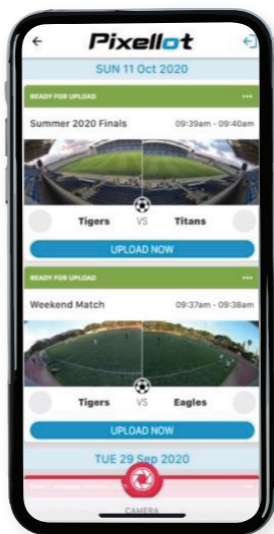 Pixellot
SUN 11 Oct 2020
READY FOR UPLOAD
Summer 2020 Finals 09:39am - 09:40am
Tigers VS Titans
UPLOAD NOW
READY FOR UPLOAD
Weekend Match 09:37am - 09:38am
Tigers VS Eagles
UPLOAD NOW
TUE 29 Sep 2020
CAMERA